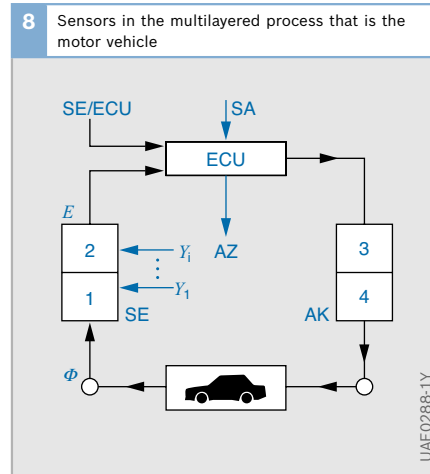 8 Sensors in the multilayered process that is the
motor vehicle
SE/ECU
SA
ECU
E
AZ
2
Yi
3
1
Y1
SE
4
AK
Φ
UAE0288-1Y